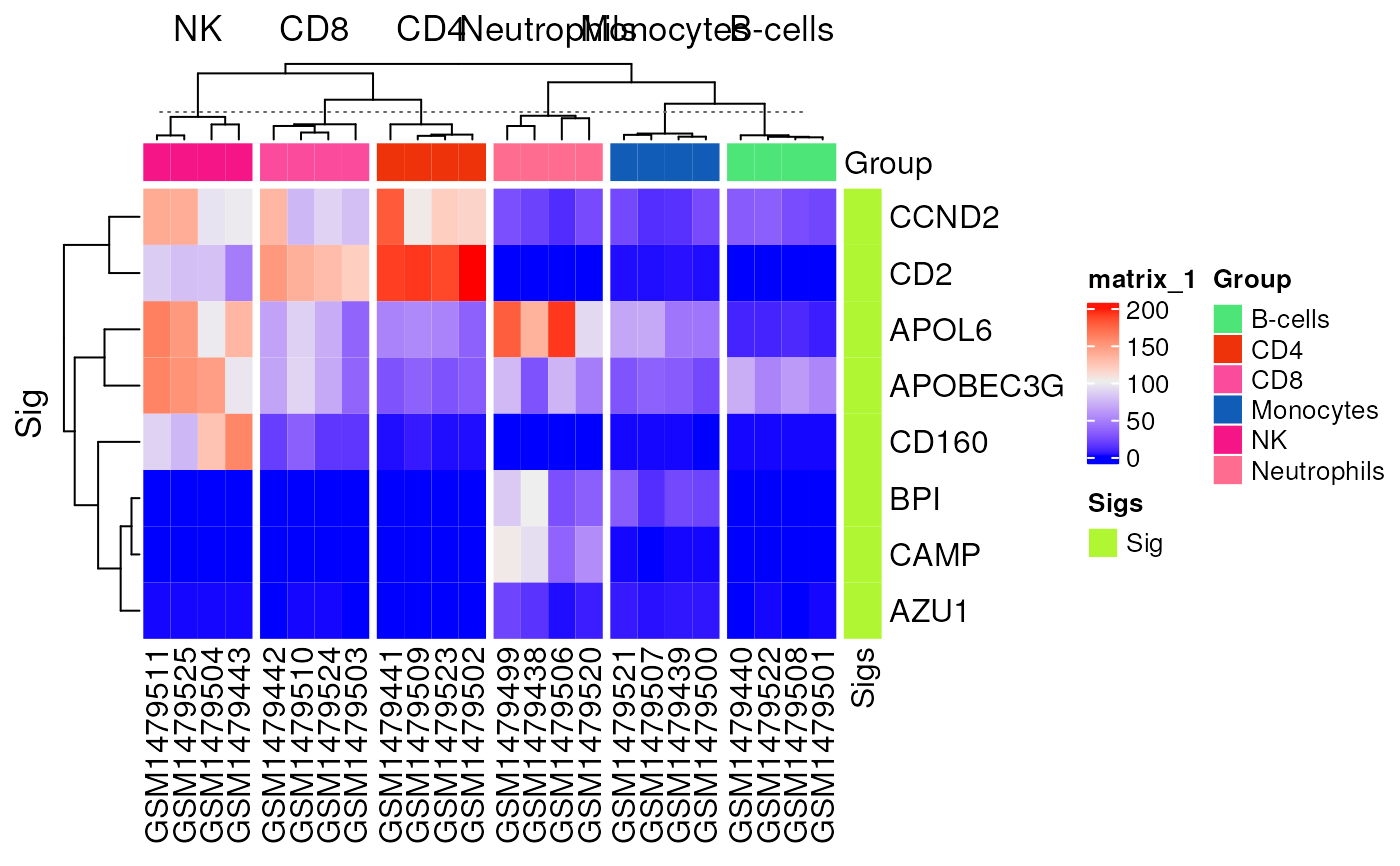 NK
CD8
CD4
Neutrophils
Monocytes
B-cells
Group
CCND2
CD2
APOL6
APOBEC3G
CD160
BPI
CAMP
AZU1
Sig
GSM1479511
GSM1479525
GSM1479504
GSM1479443
GSM1479442
GSM1479510
GSM1479524
GSM1479503
GSM1479441
GSM1479509
GSM1479523
GSM1479502
GSM1479499
GSM1479438
GSM1479506
GSM1479520
GSM1479521
GSM1479507
GSM1479439
GSM1479500
GSM1479440
GSM1479522
GSM1479508
GSM1479501
Sigs
matrix_1
200
150
100
50
0
Sigs
Sig
Group
B-cells
CD4
CD8
Monocytes
NK
Neutrophils